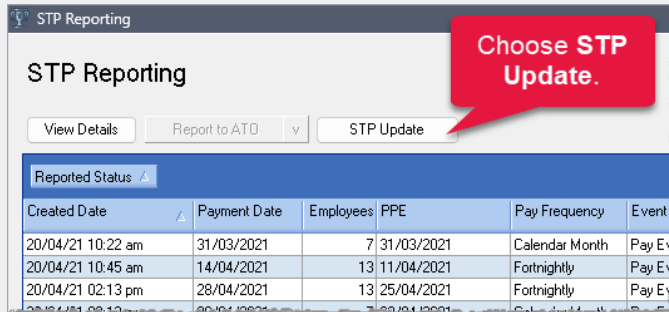 STP Reporting
Choose STP
Update.
STP Reporting
View Details Report to ATO v STP Update
Reported Status
Created Date Payment Date Employees PPE Pay Frequency Event
20/04/21 10:22 am 31/03/2021 7 31/03/2021 Calendar Month Pay Ev
20/04/21 10:45 am 14/04/2021 13 11/04/2021 Fortnightly Pay Ev
20/04/21 02:13 pm 28/04/2021 13 25/04/2021 Fortnightly Pay Ev